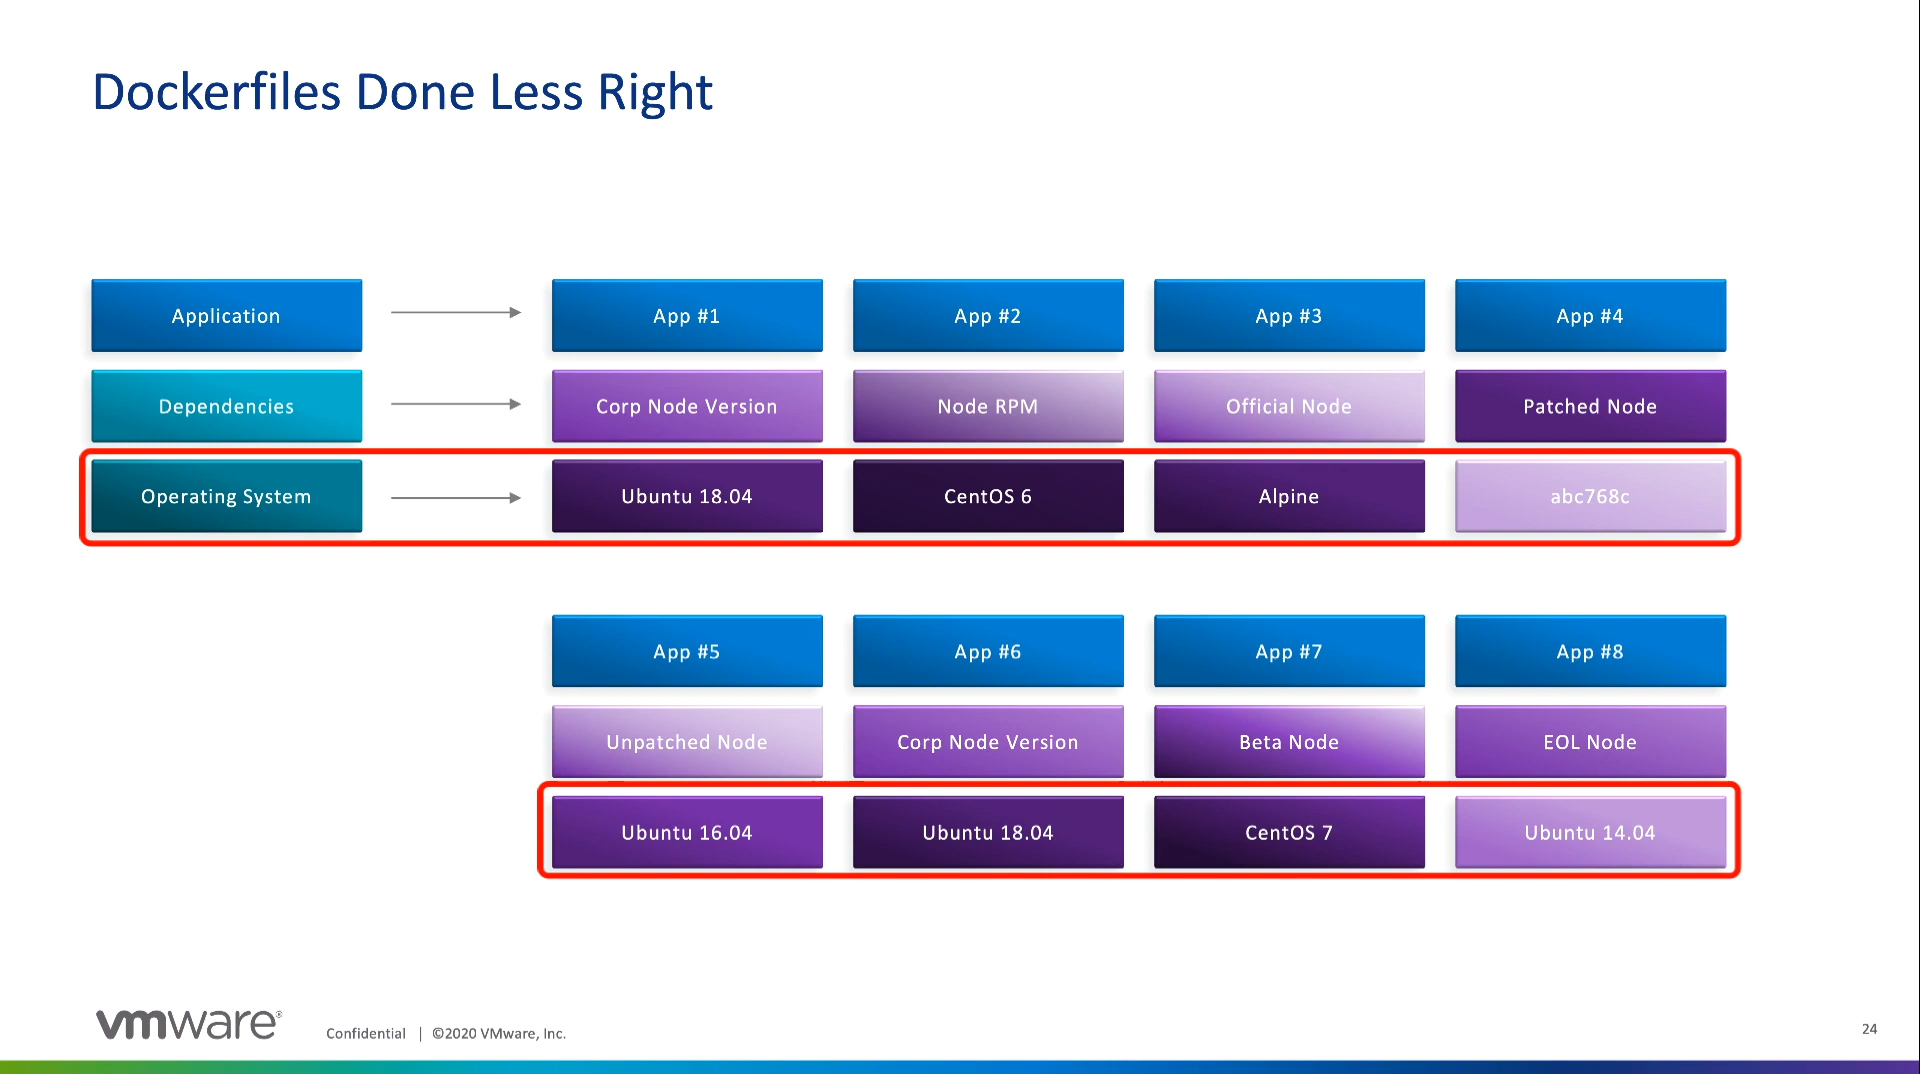 Dockerfiles Done Less Right
Application
App #1
App #2
App #3
App #4
Dependencies
Corp Node Version
Node RPM
Official Node
Patched Node
Operating System
Ubuntu 18.04
CentOS 6
Alpine
abc768c
App #5
App #6
App #7
App #8
Unpatched Node
Corp Node Version
Beta Node
EOL Node
Ubuntu 16.04
Ubuntu 18.04
CentOS 7
Ubuntu 14.04
vmware®
Confidential | ©2020 VMware, Inc.
24